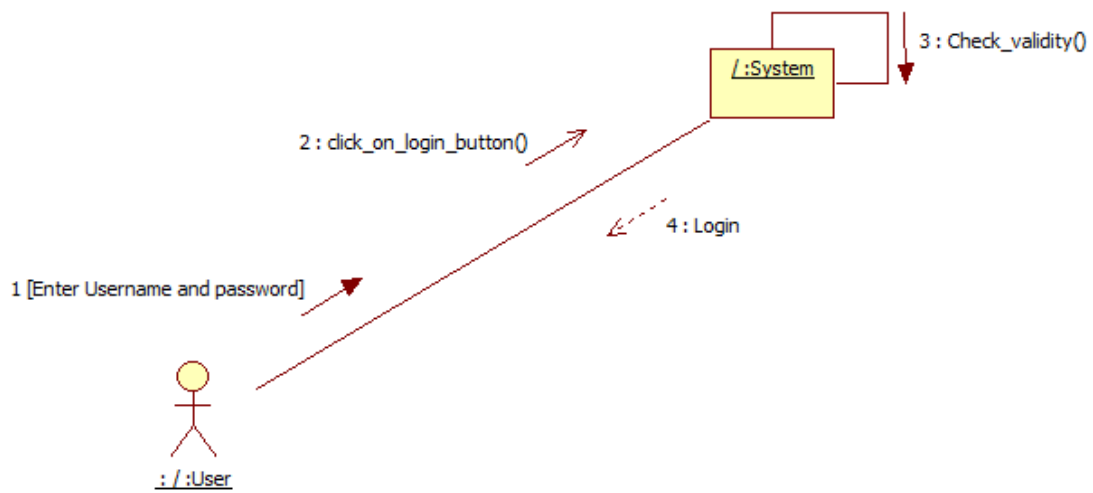 3 : Check_validity()
/ :System
2 : click_on_login_button()
4 : Login
1 [Enter Username and password]
: / :User